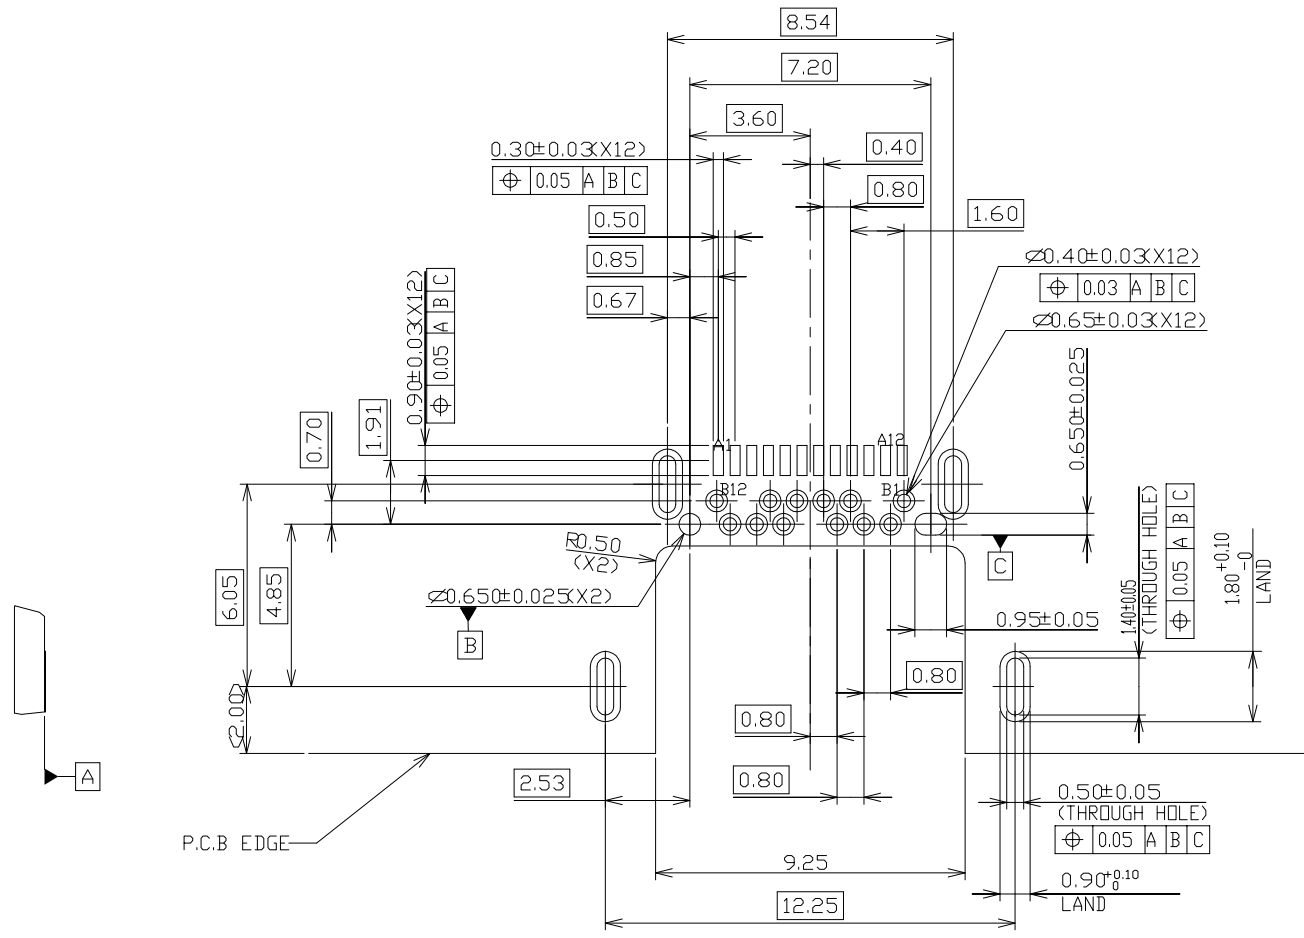 8.54
7.20
3.60
0.30±0.03(X12)
0.05 A B C
0.40
0.80
0.50
1.60
0.85
0.67
⌀0.40±0.03(X12)
0.03 A B C
⌀0.65±0.03(X12)
0.90±0.03(X12)
0.05 A B C
0.70
1.91
0.650±0.025
A1
A12
B12
B1
R0.50
(X2)
C
6.05
4.85
⌀0.650±0.025(X2)
B
0.95±0.05
1.40±0.05
(THROUGH HOLE)
0.05 A B C
1.80 +0.10
-0
LAND
0.80
0.80
0.80
(2.00)
A
2.53
P.C.B EDGE
0.50±0.05
(THROUGH HOLE)
0.05 A B C
9.25
0.90 +0.10
0
LAND
12.25